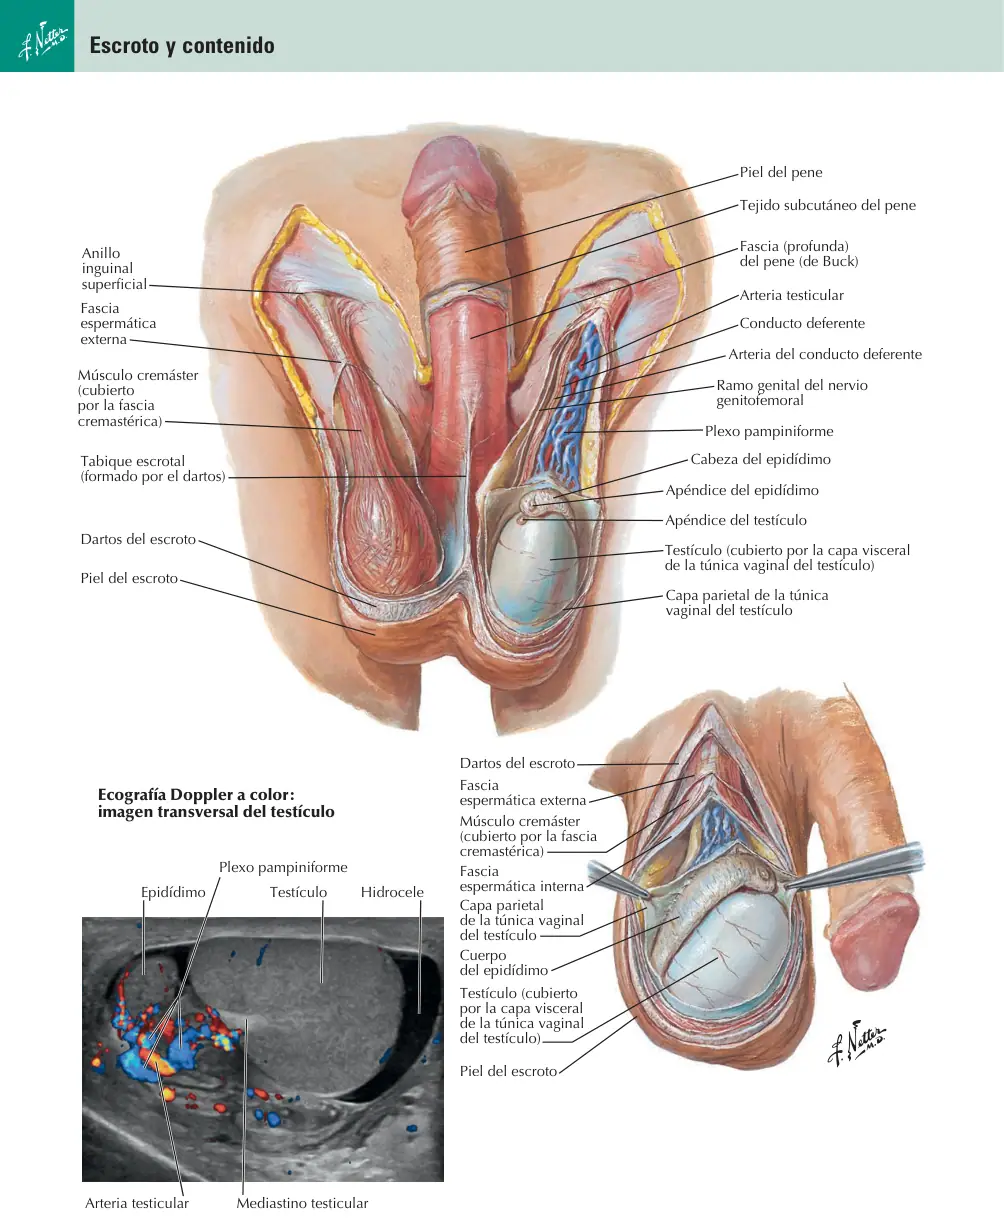 F. Netter M.D.
Escroto y contenido
Piel del pene
Tejido subcutáneo del pene
Fascia (profunda)
del pene (de Buck)
Arteria testicular
Conducto deferente
Arteria del conducto deferente
Ramo genital del nervio
genitofemoral
Plexo pampiniforme
Cabeza del epidídimo
Apéndice del epidídimo
Apéndice del testículo
Testículo (cubierto por la capa visceral
de la túnica vaginal del testículo)
Capa parietal de la túnica
vaginal del testículo
Anillo
inguinal
superficial
Fascia
espermática
externa
Músculo cremáster
(cubierto
por la fascia
cremastérica)
Tabique escrotal
(formado por el dartos)
Dartos del escroto
Piel del escroto
Dartos del escroto
Fascia
espermática externa
Músculo cremáster
(cubierto por la fascia
cremastérica)
Fascia
espermática interna
Capa parietal
de la túnica vaginal
del testículo
Cuerpo
del epidídimo
Testículo (cubierto
por la capa visceral
de la túnica vaginal
del testículo)
Piel del escroto
F. Netter M.D.
Ecografía Doppler a color:
imagen transversal del testículo
Plexo pampiniforme
Epidídimo
Testículo
Hidrocele
Arteria testicular
Mediastino testicular